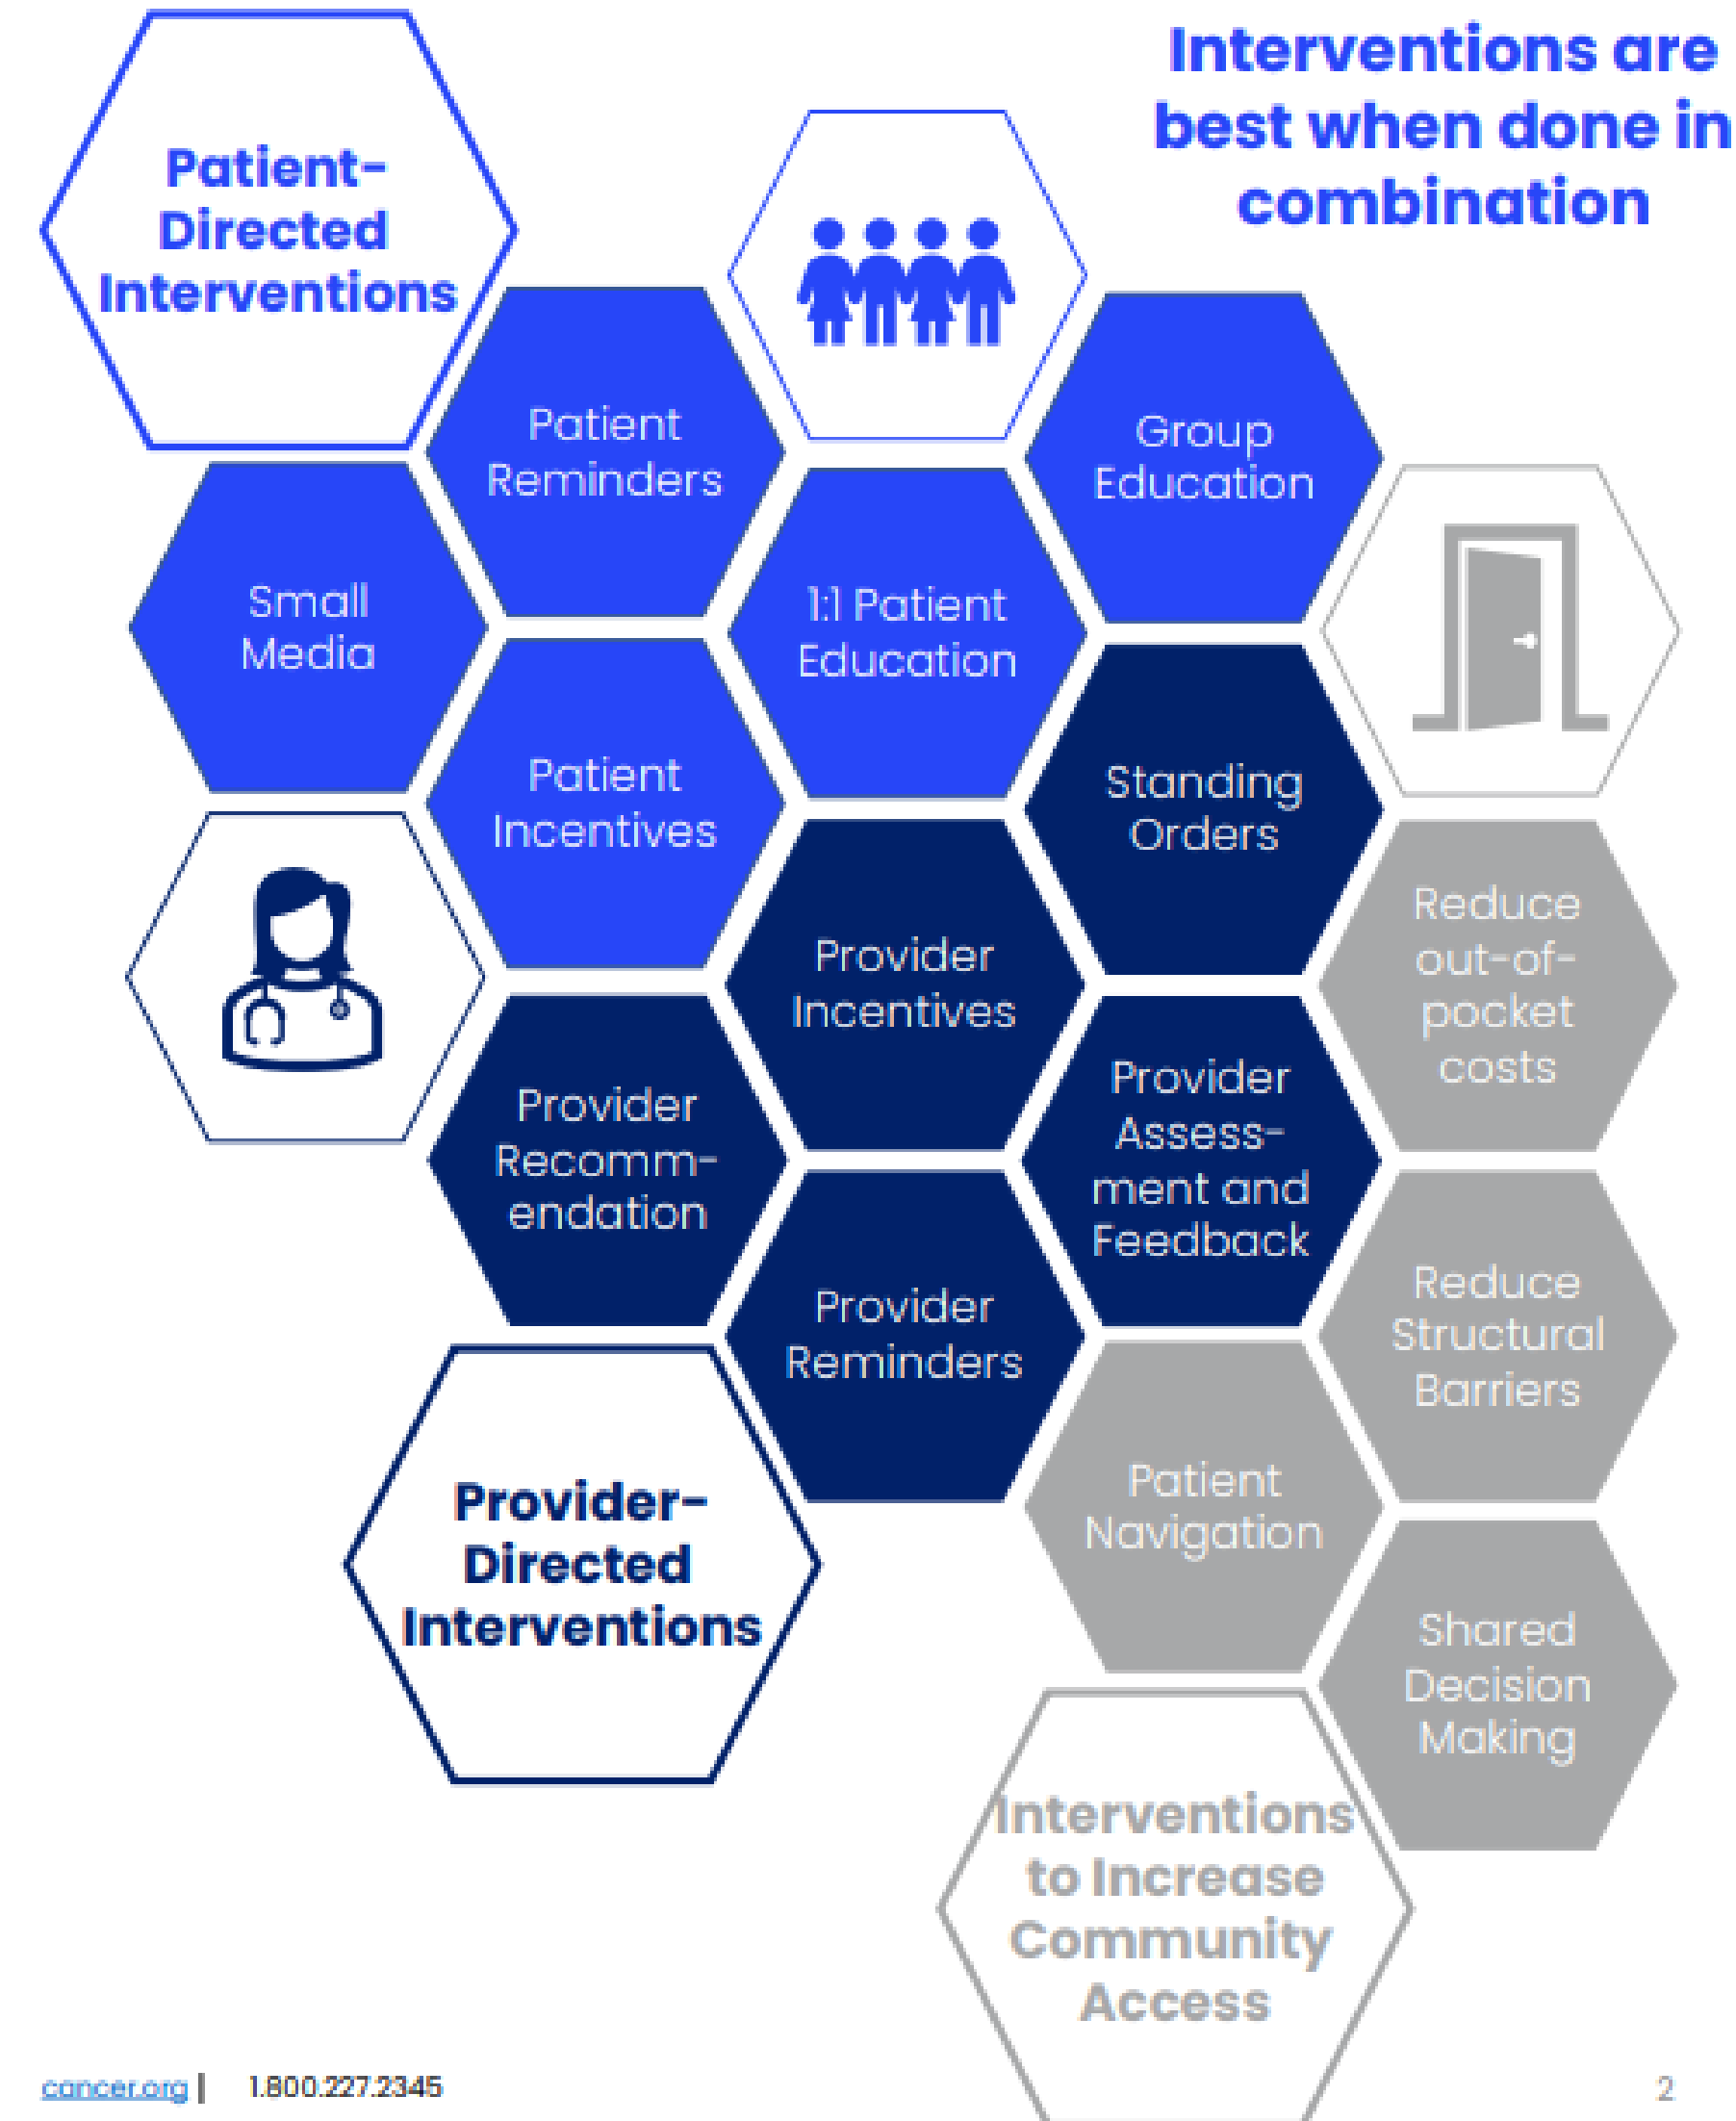 Interventions are
best when done in
combination
Patient-
Directed
Interventions
Patient
Reminders
Group
Education
Small
Media
1:1 Patient
Education
Patient
Incentives
Standing
Orders
Reduce
out-of-
pocket
costs
Provider
Incentives
Provider
Recomm-
endation
Provider
Assess-
ment and
Feedback
Provider
Reminders
Reduce
Structural
Barriers
Provider-
Directed
Interventions
Patient
Navigation
Shared
Decision
Making
Interventions
to Increase
Community
Access
cancer.org | 1.800.227.2345
2